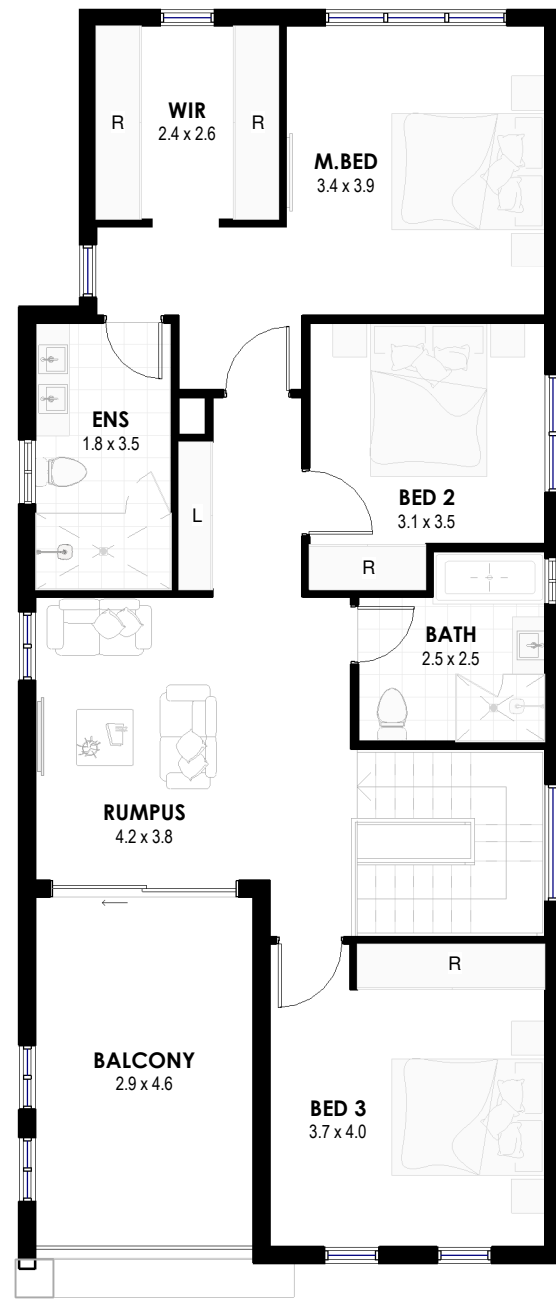 WIR
2.4 x 2.6
R
R
M.BED
3.4 x 3.9
ENS
1.8 x 3.5
L
BED 2
3.1 x 3.5
R
BATH
2.5 x 2.5
RUMPUS
4.2 x 3.8
R
BALCONY
2.9 x 4.6
BED 3
3.7 x 4.0